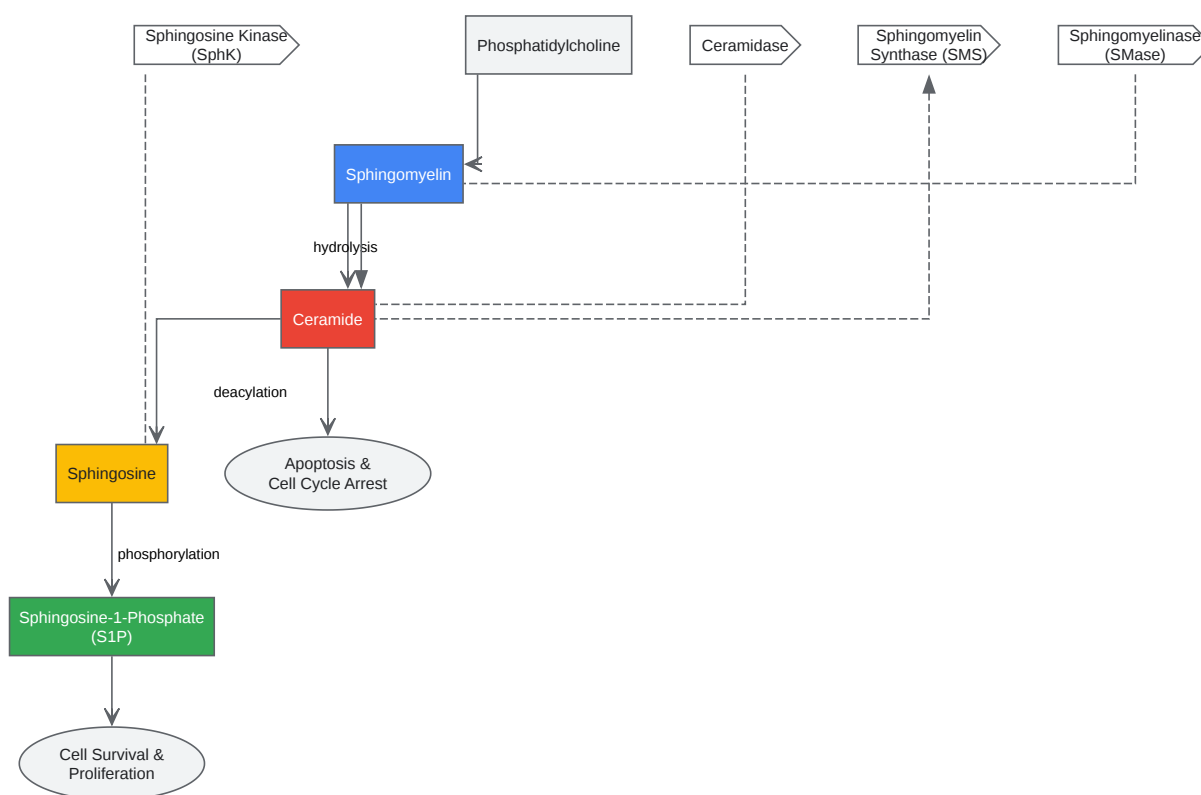 Sphingosine Kinase
(SphK)
Phosphatidylcholine
Ceramidase
Sphingomyelin
Synthase (SMS)
Sphingomyelinase
(SMase)
Sphingomyelin
hydrolysis
Ceramide
deacylation
Sphingosine
Apoptosis &
Cell Cycle Arrest
phosphorylation
Sphingosine-1-Phosphate
(S1P)
Cell Survival &
Proliferation